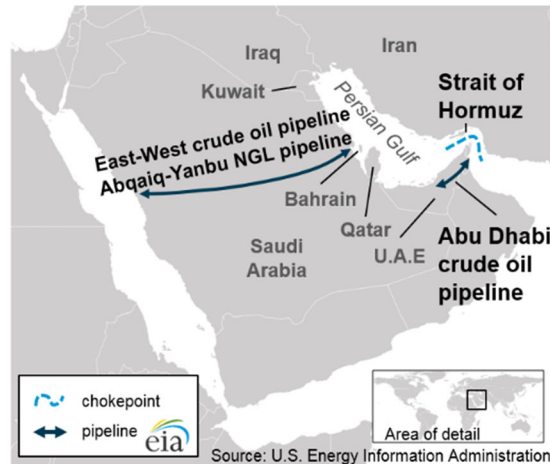 Iraq
Iran
Kuwait
Strait of
Hormuz
Persian Gulf
East-West crude oil pipeline
Abqaiq-Yanbu NGL pipeline
Bahrain
Qatar
U.A.E
Saudi
Arabia
Abu Dhabi
crude oil
pipeline
chokepoint
pipeline
eia
Area of detail
Source: U.S. Energy Information Administration